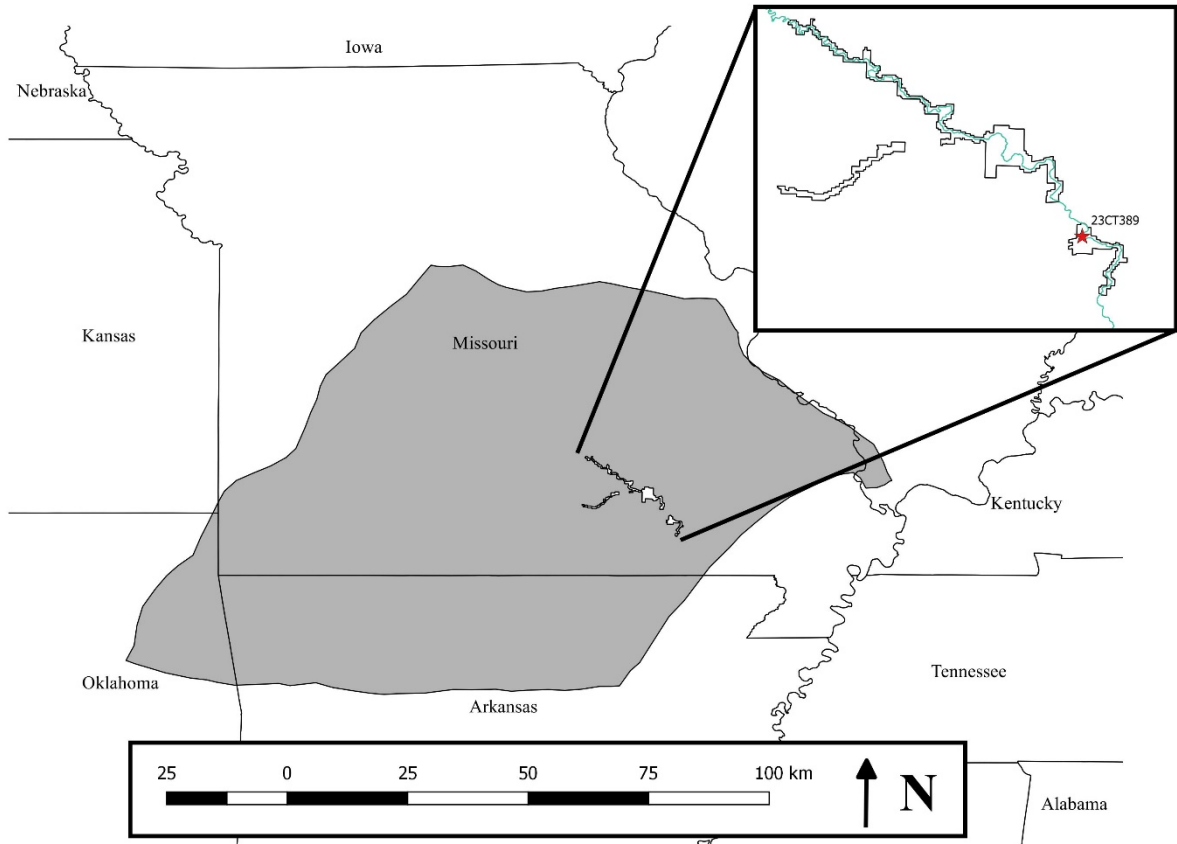 Iowa
Nebraska
23CT389
Kansas
Missouri
Kentucky
Oklahoma
Tennessee
Arkansas
25 0 25 50 75 100 km
N
Alabama